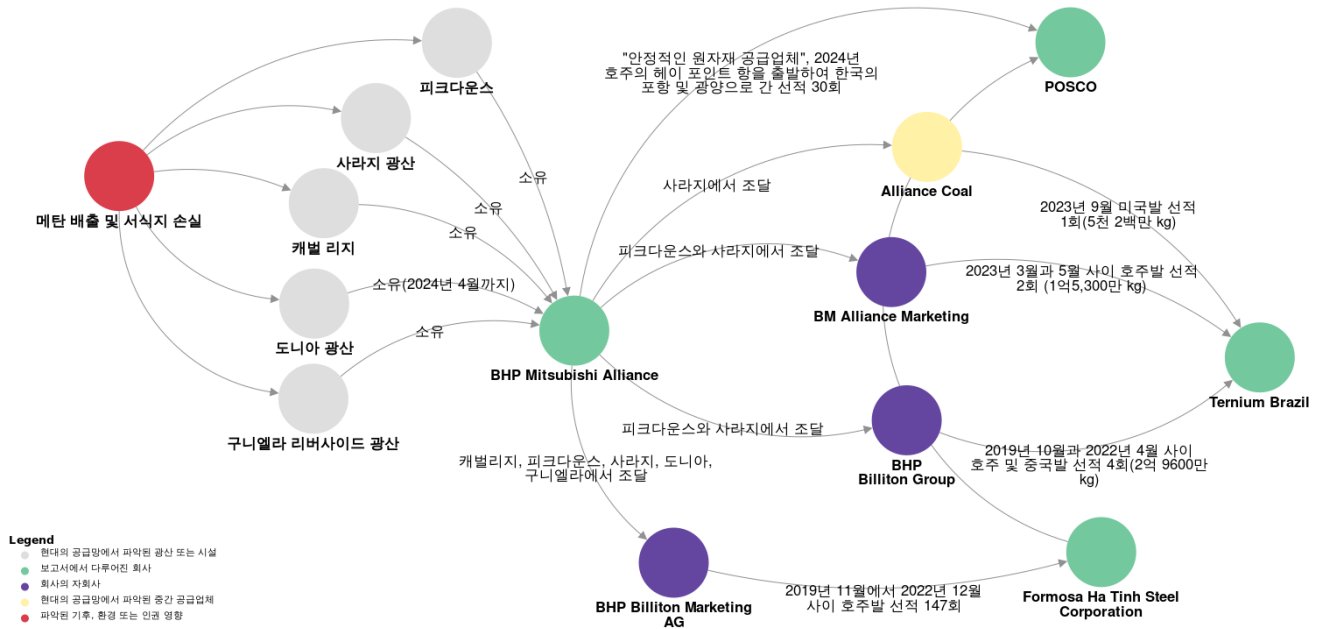 피크다운스
"안정적인 원자재 공급업체", 2024년
호주의 헤이 포인트 항을 출발하여 한국의
포항 및 광양으로 간 선적 30회
POSCO
사라지 광산
소유
사라지에서 조달
Alliance Coal
메탄 배출 및 서식지 손실
소유
2023년 9월 미국발 선적
1회(5천 2백만 kg)
캐벌 리지
소유
피크다운스와 사라지에서 조달
2023년 3월과 5월 사이 호주발 선적
2회 (1억5,300만 kg)
소유(2024년 4월까지)
BM Alliance Marketing
도니아 광산
소유
BHP Mitsubishi Alliance
Ternium Brazil
구니엘라 리버사이드 광산
피크다운스와 사라지에서 조달
2019년 10월과 2022년 4월 사이
호주 및 중국발 선적 4회(2억 9600만
kg)
캐벌리지, 피크다운스, 사라지, 도니아,
구니엘라에서 조달
BHP
Billiton Group
Legend
현대의 공급망에서 파악된 광산 또는 시설
보고서에서 다루어진 회사
회사의 자회사
현대의 공급망에서 파악된 중간 공급업체
파악된 기후, 환경 또는 인권 영향
BHP Billiton Marketing
AG
2019년 11월에서 2022년 12월
사이 호주발 선적 147회
Formosa Ha Tinh Steel
Corporation